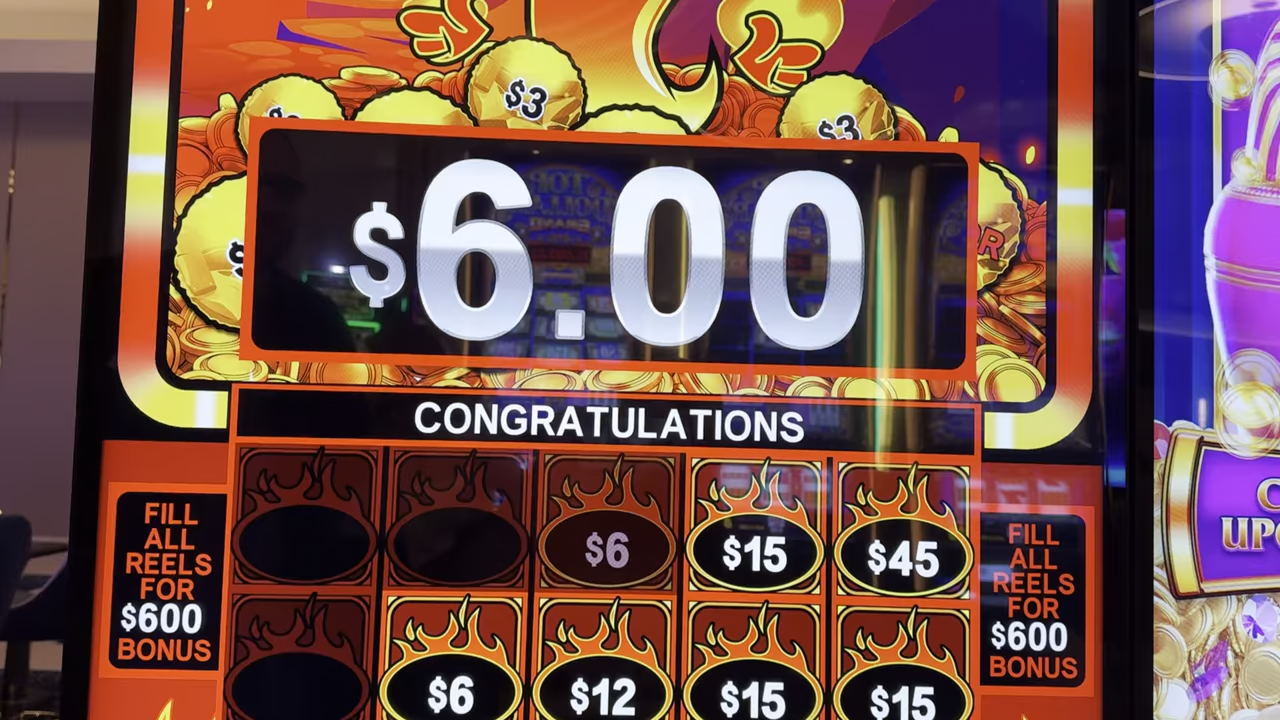 $3
$3
$6.00
CONGRATULATIONS
FILL
ALL
REELS
FOR
$600
BONUS
$6
$15
$45
FILL
ALL
REELS
FOR
$600
BONUS
$6
$12
$15
$15